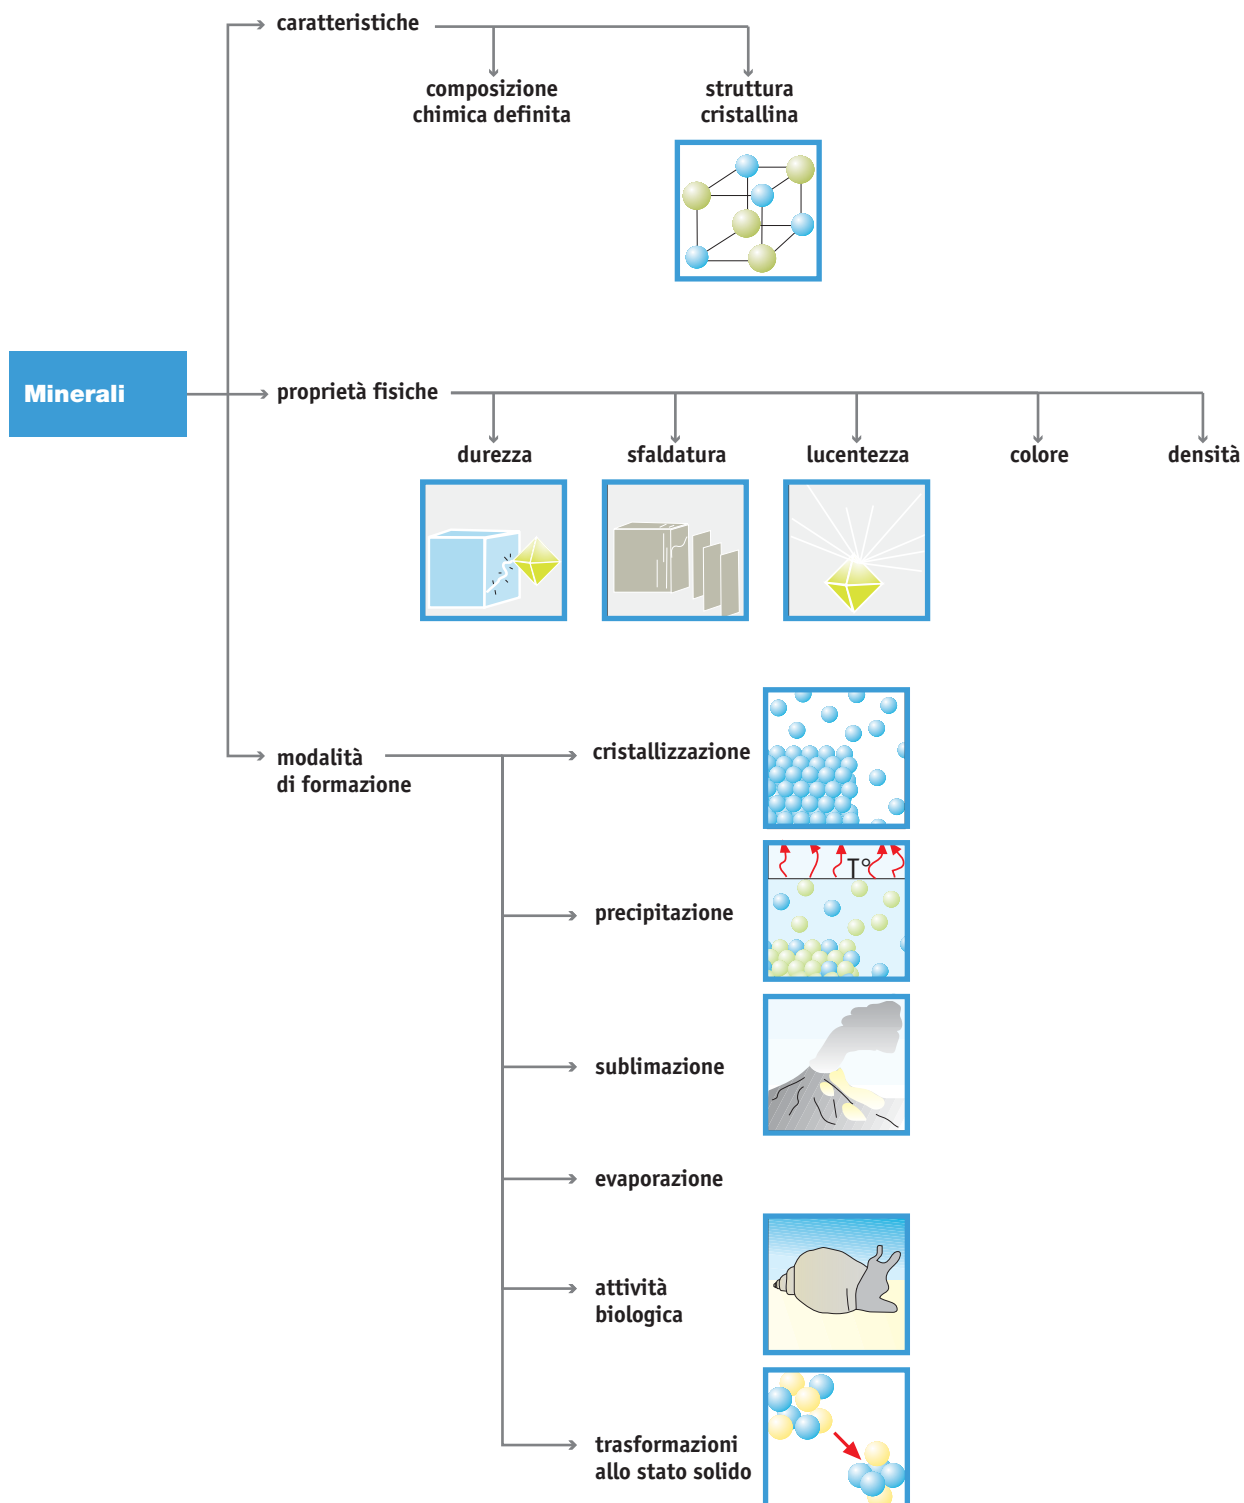 caratteristiche
composizione
chimica definita
struttura
cristallina
Minerali
proprietà fisiche
durezza
sfaldatura
lucentezza
colore
densità
modalità
di formazione
cristallizzazione
T°
precipitazione
sublimazione
evaporazione
attività
biologica
trasformazioni
allo stato solido